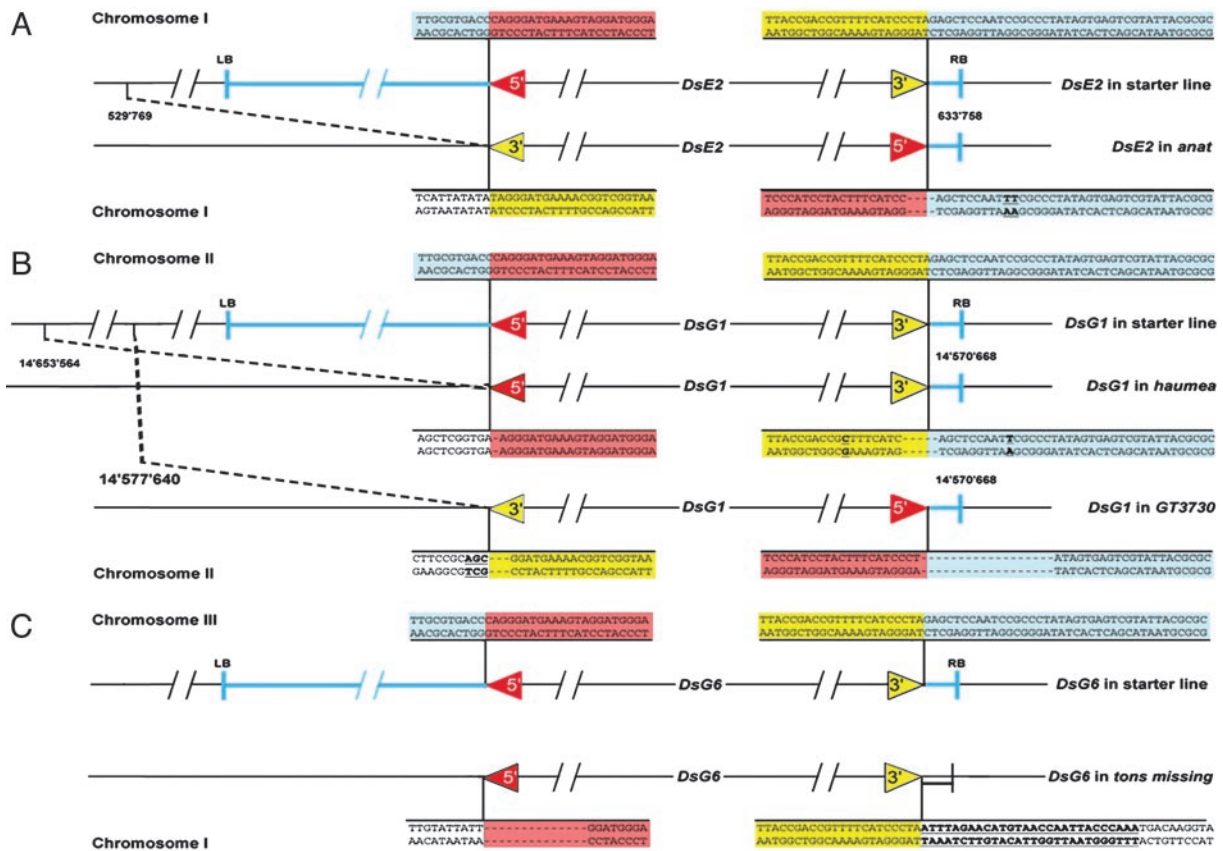 A
Chromosome I
TTGCGTGACCCAGGGATGAAAGTAGGATGGGA TTACCGACCGTTTTCATCCCTAGAGCTCCAATCCGCCCTATAGTGAGTCGTATTACGCGC
AACGCACTGGGTCCCTACTTTCATCCTACCCT AATGGCTGGCAAAAGTAGGGATCTCGAGGTTAGGCGGGATATCACTCAGCATAATGCGCG
LB RB
5' DsE2 3' DsE2 in starter line
529'769 633'758
3' DsE2 5' DsE2 in anat
TCATTATATATAGGGATGAAAACGGTCGGTAA TCCCATCCTACTTTCATCC----AGCTCCAATTTCGCCCTATAGTGAGTCGTATTACGCG
AGTAATATATATCCCTACTTTTGCCAGCCATT AGGGTAGGATGAAAGTAGG----TCGAGGTTAAAGCGGGATATCACTCAGCATAATGCGC
Chromosome I
B
Chromosome II
TTGCGTGACCCAGGGATGAAAGTAGGATGGGA TTACCGACCGTTTTCATCCCTAGAGCTCCAATCCGCCCTATAGTGAGTCGTATTACGCGC
AACGCACTGGGTCCCTACTTTCATCCTACCCT AATGGCTGGCAAAAGTAGGGATCTCGAGGTTAGGCGGGATATCACTCAGCATAATGCGCG
LB RB
5' DsG1 3' DsG1 in starter line
14'653'564 14'570'668
5' DsG1 3' DsG1 in haumea
AGCTCGGTGA-AGGGATGAAAGTAGGATGGGA TTACCGACCGCTTTCATC-----AGCTCCAATTCGCCCTATAGTGAGTCGTATTACGCGC
AGCTCGGTGA-AGGGATGAAAGTAGGATGGGA AATGGCTGGCGAAAGTAG-----TCGAGGTTAAGCGGGATATCACTCAGCATAATGCGCG
14'577'640 14'570'668
3' DsG1 5' DsG1 in GT3730
CTTCCGCAGC---GGATGAAAACGGTCGGTAA TCCCATCCTACTTTCATCCCT-----------------ATAGTGAGTCGTATTACGCGC
GAAGGCGTCG---CCTACTTTTGCCAGCCATT AGGGTAGGATGAAAGTAGGGA-----------------TATCACTCAGCATAATGCGCG
Chromosome II
C
Chromosome III
TTGCGTGACCCAGGGATGAAAGTAGGATGGGA TTACCGACCGTTTTCATCCCTAGAGCTCCAATCCGCCCTATAGTGAGTCGTATTACGCGC
AACGCACTGGGTCCCTACTTTCATCCTACCCT AATGGCTGGCAAAAGTAGGGATCTCGAGGTTAGGCGGGATATCACTCAGCATAATGCGCG
LB RB
5' DsG6 3' DsG6 in starter line
5' DsG6 3' DsG6 in tons missing
TTGTATTATT--------------GGATGGGA TTACCGACCGTTTTCATCCCTAATTTAGAACATGTAACCAATTACCCAAATGACAAGGTA
AACATAATAA--------------CCTACCCT AATGGCTGGCAAAAGTAGGGATTAAATCTTGTACATTGGTTAATGGGTTTACTGTTCCAT
Chromosome I